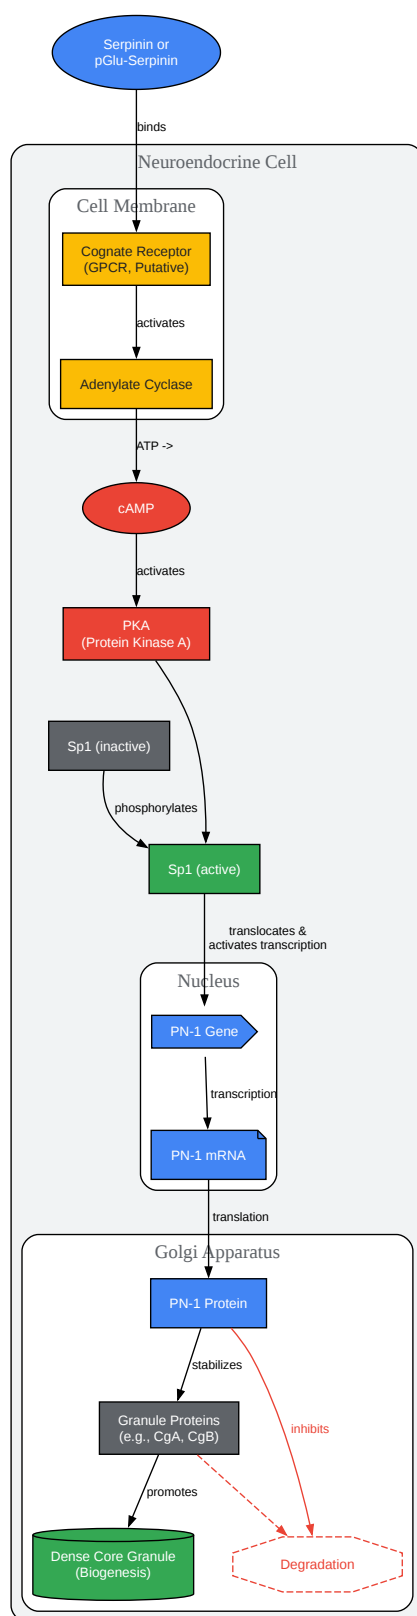 Serpinin or
pGlu-Serpinin
binds
Neuroendocrine Cell
Cell Membrane
Cognate Receptor
(GPCR, Putative)
activates
Adenylate Cyclase
ATP ->
cAMP
activates
PKA
(Protein Kinase A)
Sp1 (inactive)
phosphorylates
Sp1 (active)
translocates &
activates transcription
Nucleus
PN-1 Gene
transcription
PN-1 mRNA
translation
Golgi Apparatus
PN-1 Protein
stabilizes
Granule Proteins
(e.g., CgA, CgB)
inhibits
promotes
Dense Core Granule
(Biogenesis)
Degradation